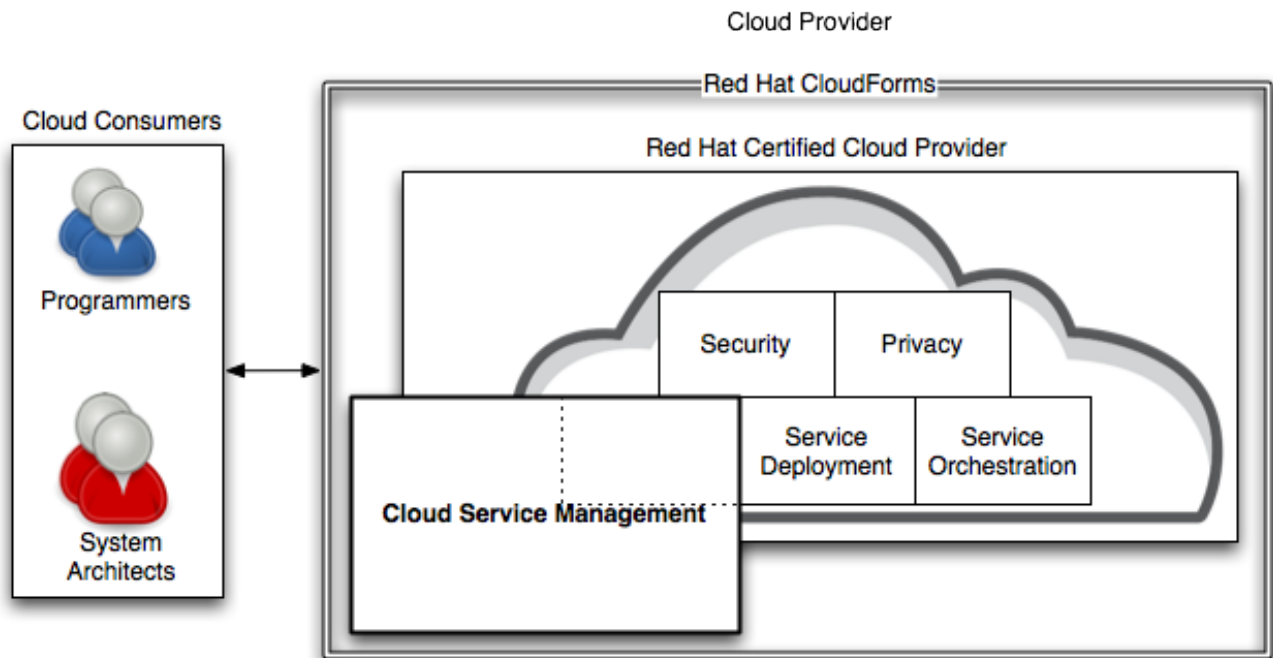 Cloud Provider
Red Hat CloudForms
Cloud Consumers
Red Hat Certified Cloud Provider
Programmers
Security
Privacy
Service
Deployment
Service
Orchestration
Cloud Service Management
System
Architects